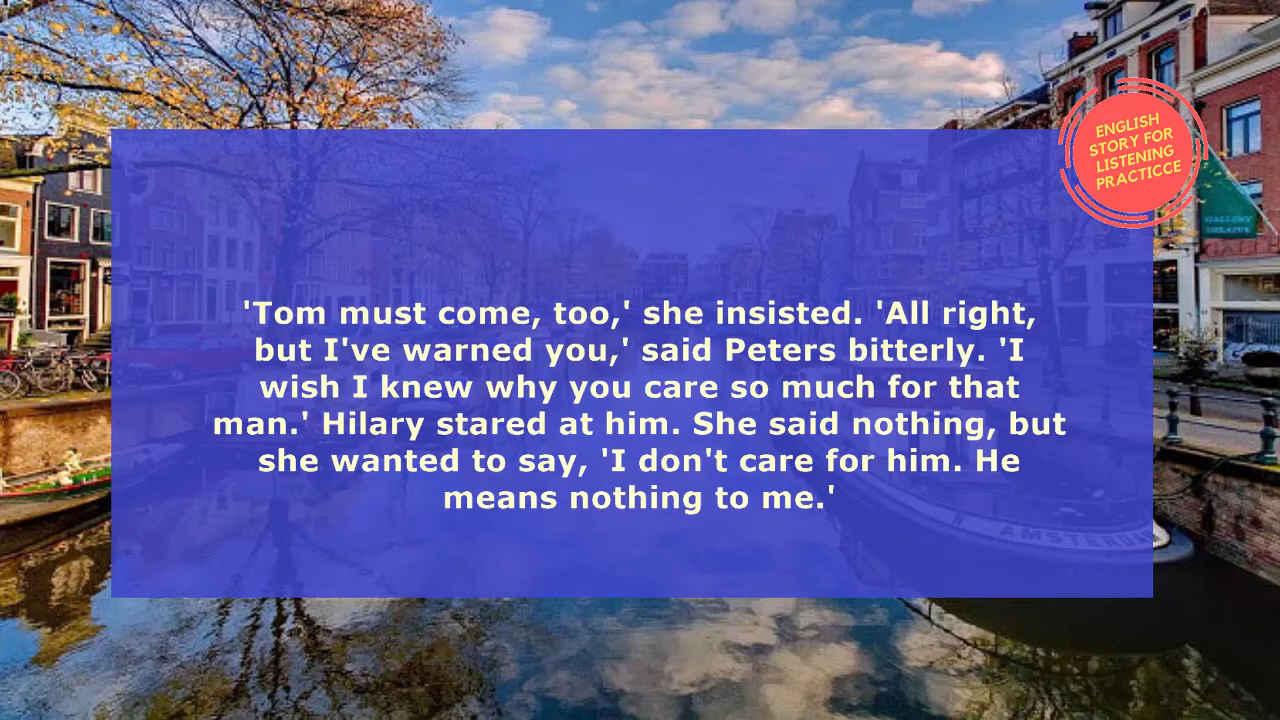 ENGLISH
STORY FOR
LISTENING
PRACTICCE
GALLERY
'Tom must come, too,' she insisted. 'All right,
but I've warned you,' said Peters bitterly. 'I
wish I knew why you care so much for that
man.' Hilary stared at him. She said nothing, but
she wanted to say, 'I don't care for him. He
means nothing to me.'
AMSTERDAM